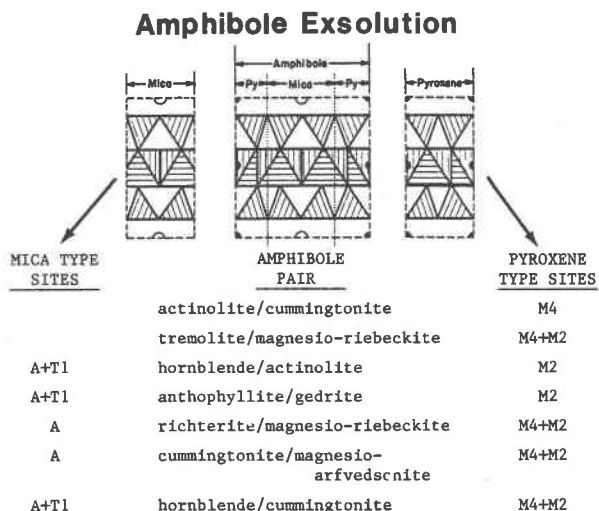 Amphibole Exsolution
Amphibole
Mica Py Mica Py Pyroxene
MICA TYPE AMPHIBOLE PYROXENE
SITES PAIR TYPE SITES
actinolite/cummingtonite M4
tremolite/magnesio-riebeckite M4+M2
A+T1 hornblende/actinolite M2
A+T1 anthophyllite/gedrite M2
A richterite/magnesio-riebeckite M4+M2
A cummingtonite/magnesio- M4+M2
arfvedsonite
A+T1 hornblende/cummingtonite M4+M2